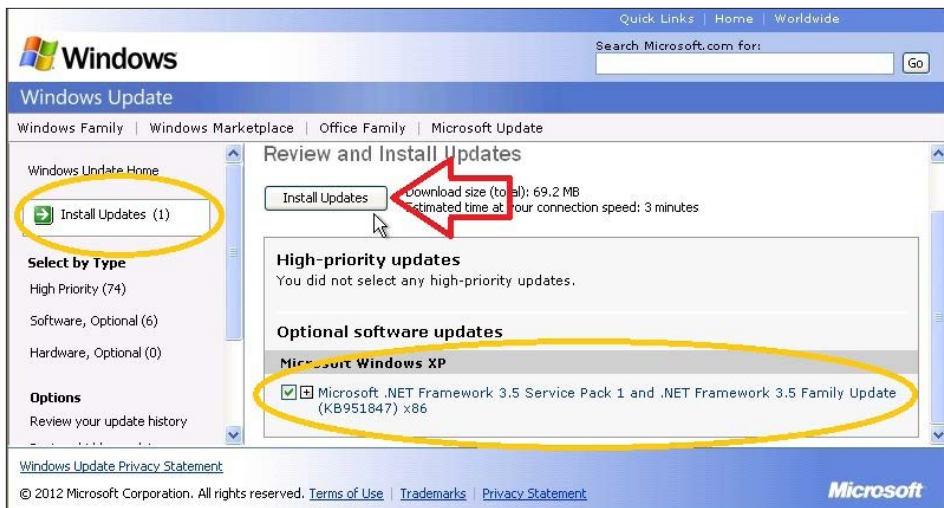 Quick Links | Home | Worldwide
Windows
Search Microsoft.com for:
Go
Windows Update
Windows Family | Windows Marketplace | Office Family | Microsoft Update
Windows Update Home
Install Updates (1)
Select by Type
High Priority (74)
Software, Optional (6)
Hardware, Optional (0)
Options
Review your update history
Review and Install Updates
Install Updates
Download size (total): 69.2 MB
Estimated time at your connection speed: 3 minutes
High-priority updates
You did not select any high-priority updates.
Optional software updates
Microsoft Windows XP
Microsoft .NET Framework 3.5 Service Pack 1 and .NET Framework 3.5 Family Update
(KB951847) x86
Windows Update Privacy Statement
© 2012 Microsoft Corporation. All rights reserved. Terms of Use | Trademarks | Privacy Statement
Microsoft